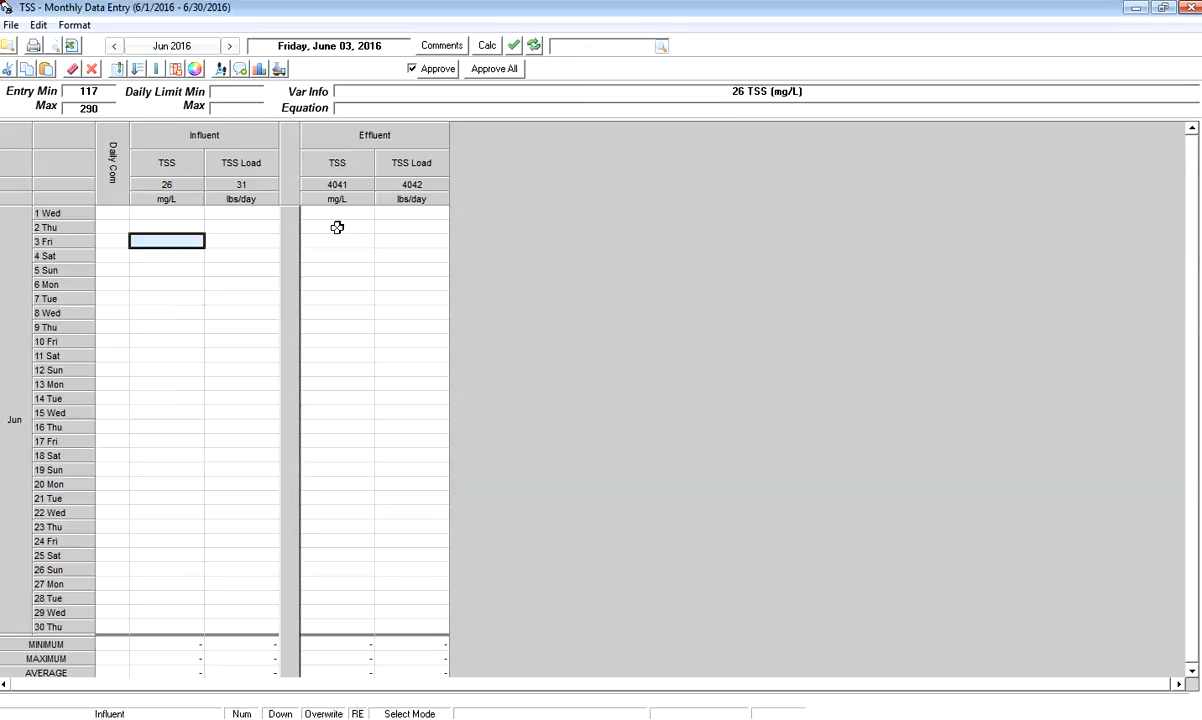 TSS - Monthly Data Entry (6/1/2016 - 6/30/2016)
File Edit Format
< Jun 2016 > Friday, June 03, 2016 Comments Calc
Approve Approve All
Entry Min 117 Daily Limit Min Var Info 26 TSS (mg/L)
Max 290 Max Equation
Daily Com Influent Effluent
TSS TSS Load TSS TSS Load
26 31 4041 4042
mg/L lbs/day mg/L lbs/day
1 Wed
2 Thu
3 Fri
4 Sat
5 Sun
6 Mon
7 Tue
8 Wed
9 Thu
10 Fri
11 Sat
12 Sun
13 Mon
14 Tue
15 Wed
Jun
16 Thu
17 Fri
18 Sat
19 Sun
20 Mon
21 Tue
22 Wed
23 Thu
24 Fri
25 Sat
26 Sun
27 Mon
28 Tue
29 Wed
30 Thu
MINIMUM - - - -
MAXIMUM - - - -
AVERAGE - - - -
Influent Num Down Overwrite RE Select Mode